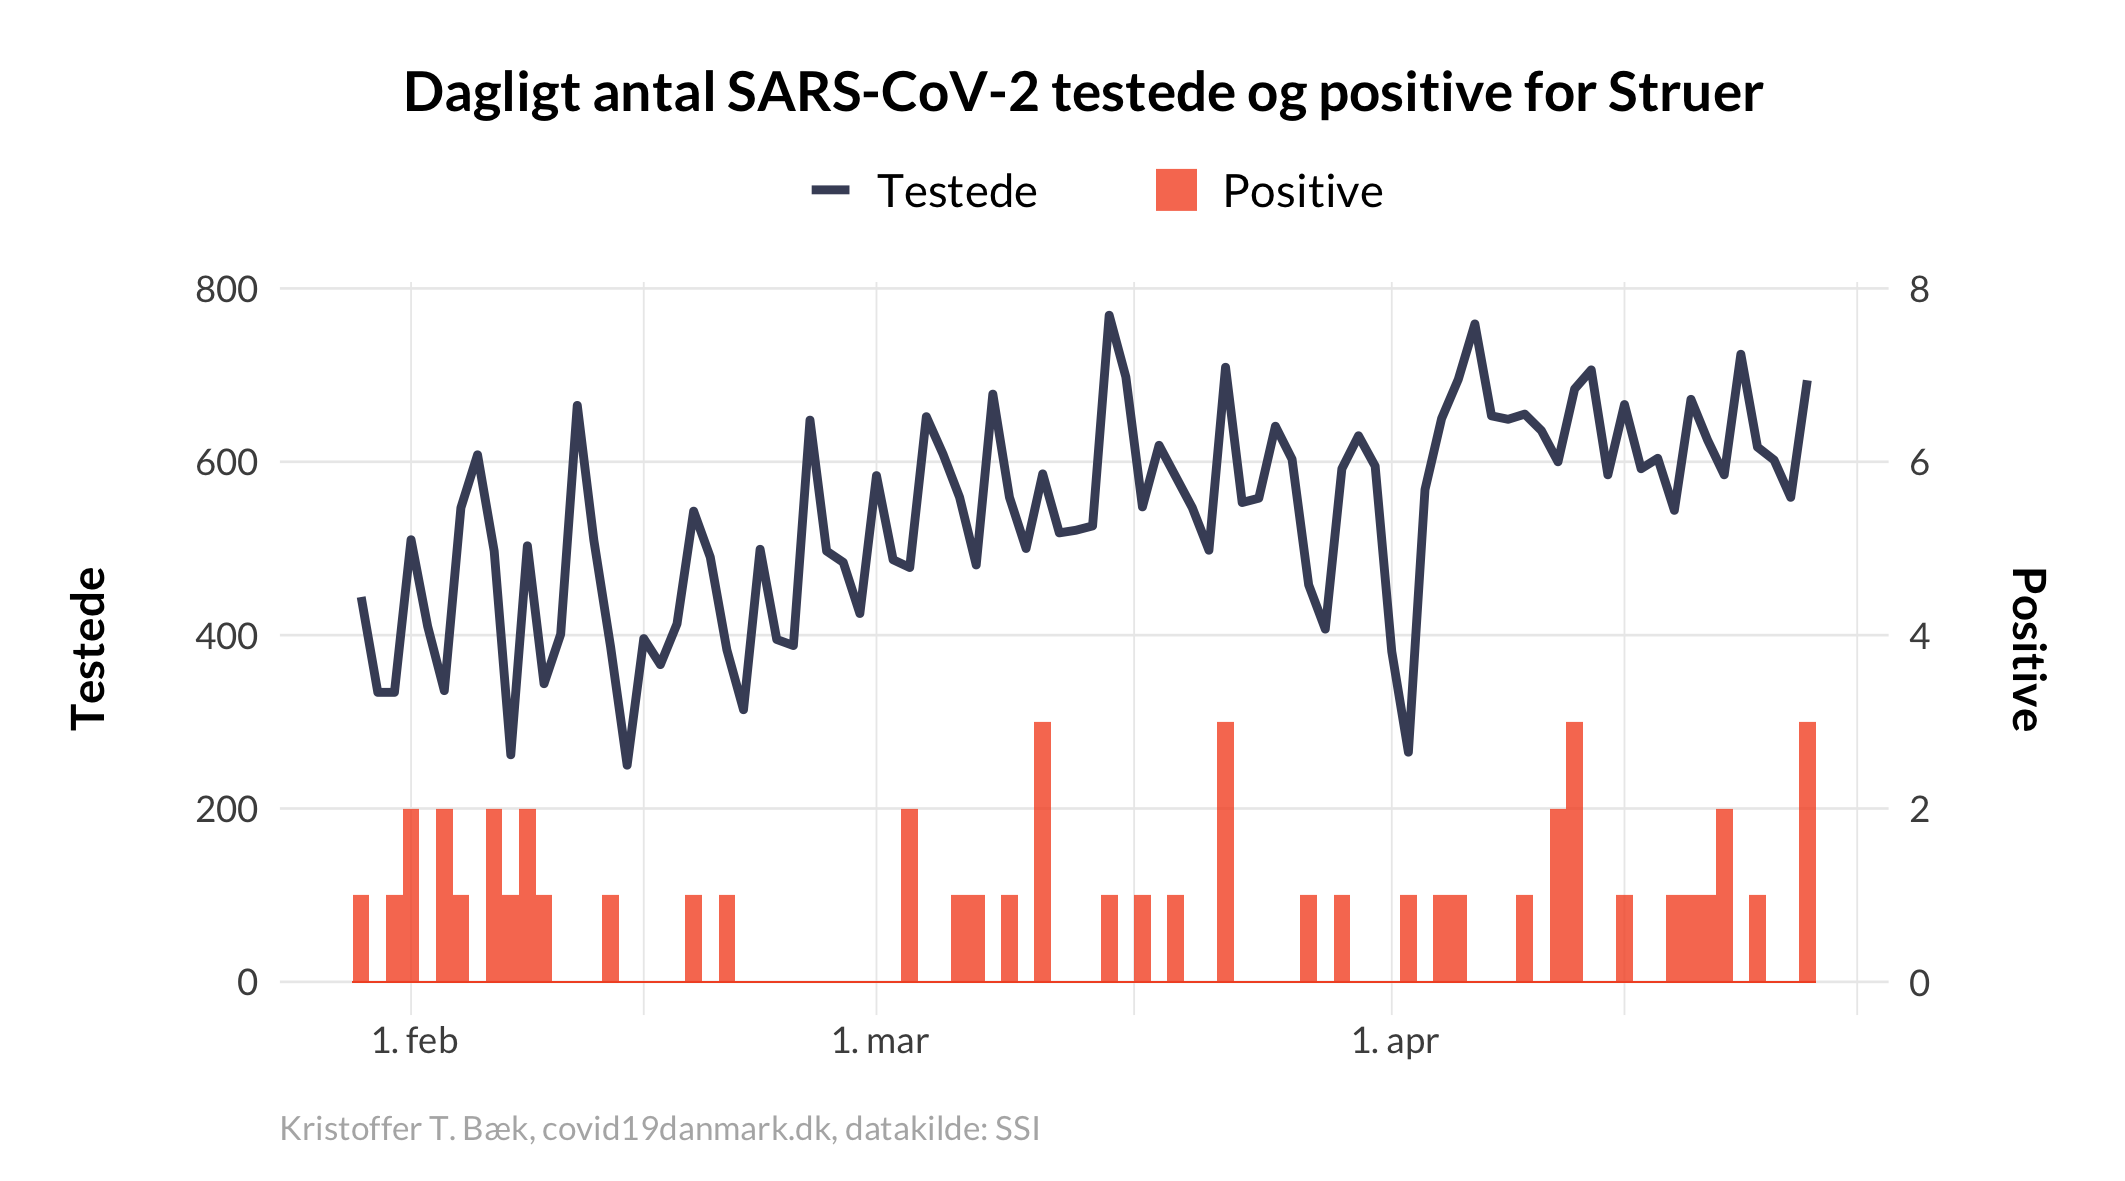 Dagligt antal SARS-CoV-2 testede og positive for Struer
Testede Positive
800 8
600 6
400 4
200 2
0 0
Testede
Positive
1. feb 1. mar 1. apr
Kristoffer T. Bæk, covid19danmark.dk, datakilde: SSI